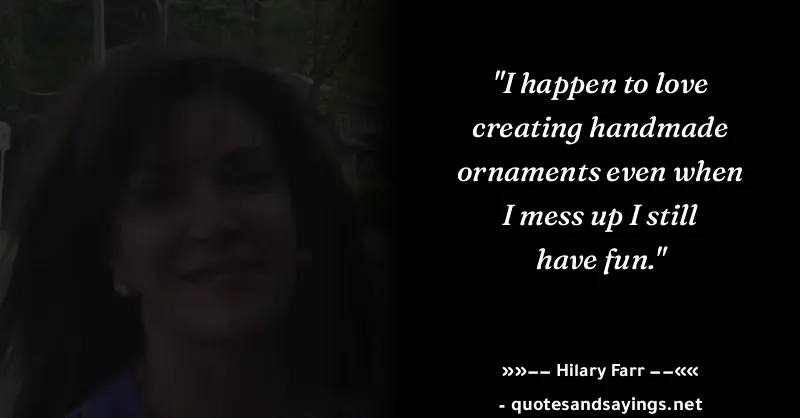 "I happen to love
creating handmade
ornaments even when
I mess up I still
have fun."
»»–– Hilary Farr ––««
- quotesandsayings.net